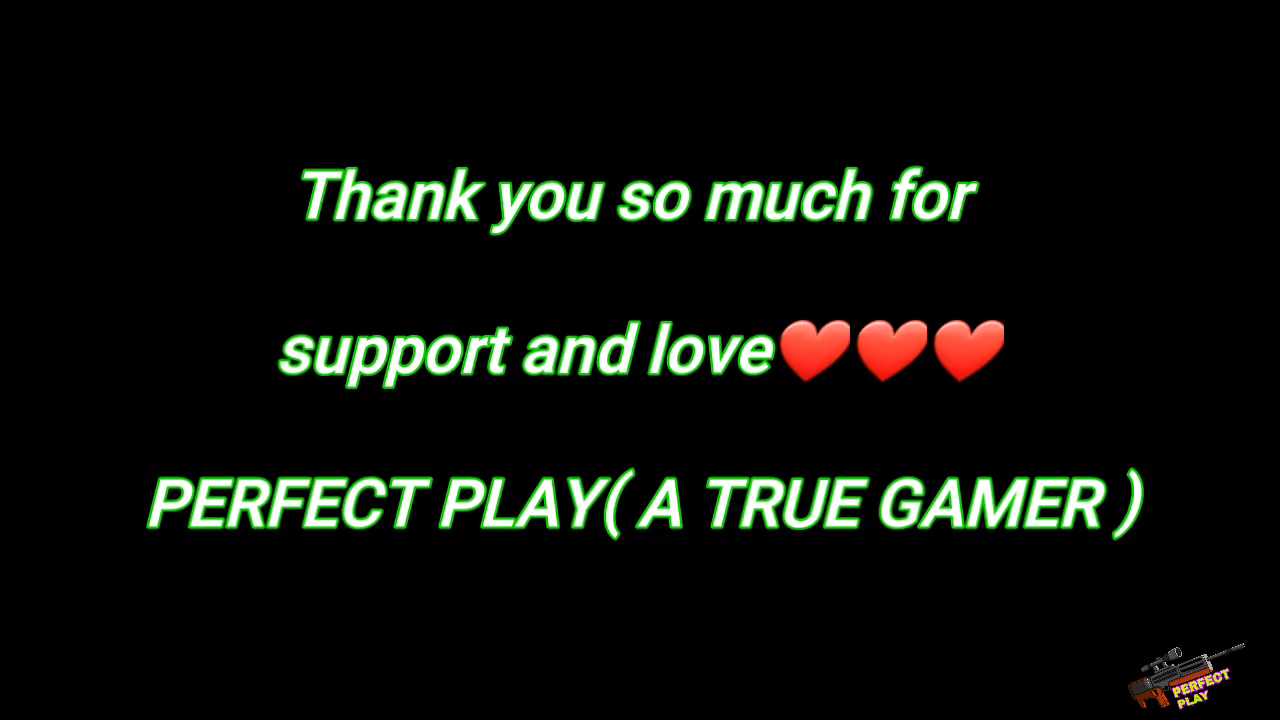 Thank you so much for
support and love❤️❤️❤️
PERFECT PLAY( A TRUE GAMER )
PERFECT
PLAY